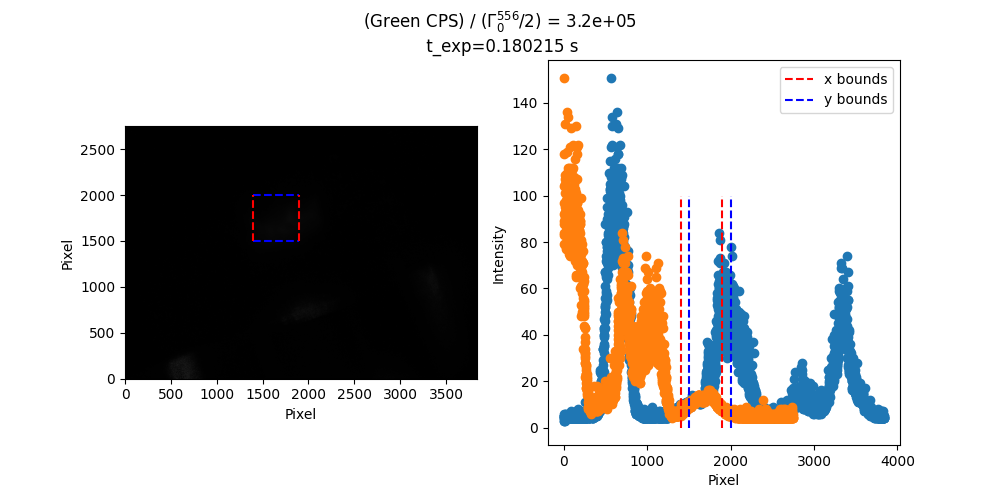 (Green CPS) / (Γ₀⁵⁵⁶/2) = 3.2e+05
t_exp=0.180215 s
x bounds
y bounds
Pixel
2500
2000
1500
1000
500
0
0 500 1000 1500 2000 2500 3000 3500
Pixel
Intensity
140
120
100
80
60
40
20
0
0 1000 2000 3000 4000
Pixel